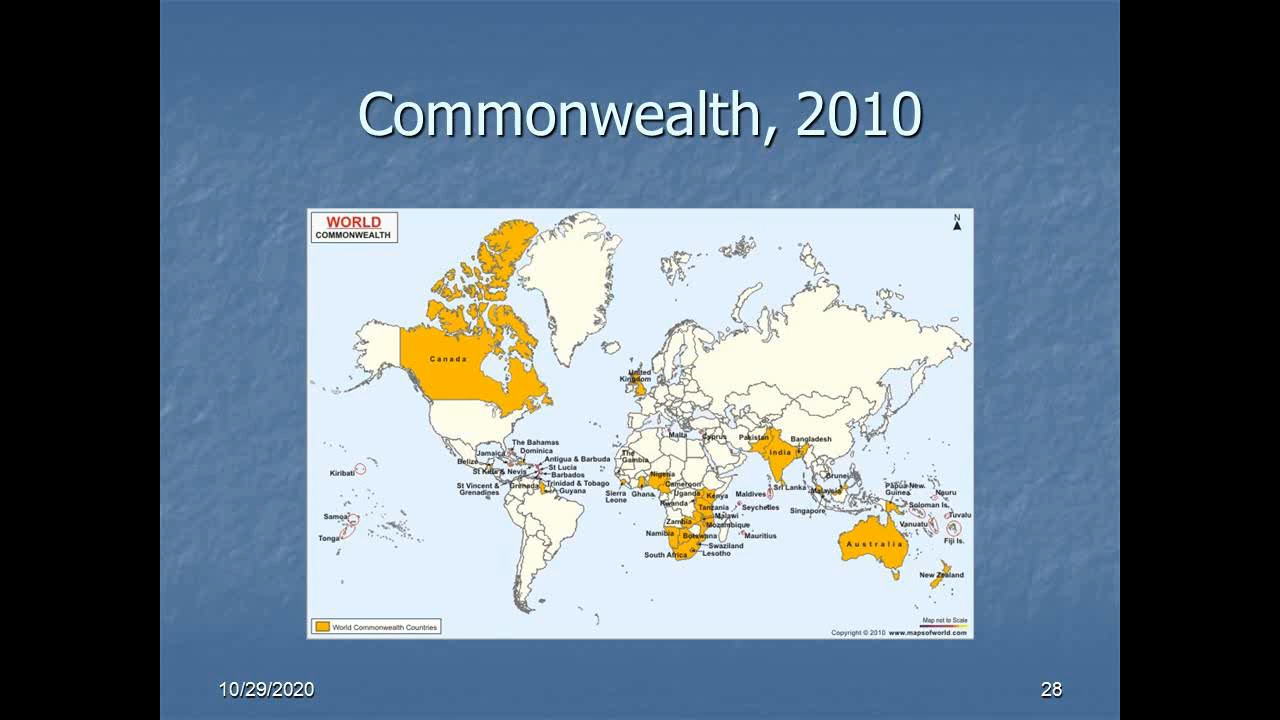 Commonwealth, 2010
WORLD
COMMONWEALTH
N
Canada
United
Kingdom
Malta
Cyprus
Pakistan
Bangladesh
India
The Bahamas
Jamaica
Dominica
Belize
Antigua & Barbuda
St Lucia
St Kitts & Nevis
Barbados
Trinidad & Tobago
St Vincent &
Grenadines
Grenada
Guyana
Kiribati
Samoa
Tonga
The
Gambia
Sierra
Leone
Ghana
Nigeria
Cameroon
Uganda
Kenya
Rwanda
Tanzania
Malawi
Zambia
Mozambique
Namibia
Botswana
Swaziland
South Africa
Lesotho
Maldives
Sri Lanka
Seychelles
Mauritius
Brunei
Malaysia
Singapore
Papua New
Guinea
Nauru
Soloman Is.
Tuvalu
Vanuatu
Fiji Is.
Australia
New Zealand
World Commonwealth Countries
Map not to Scale
Copyright © 2010 www.mapsofworld.com
10/29/2020
28